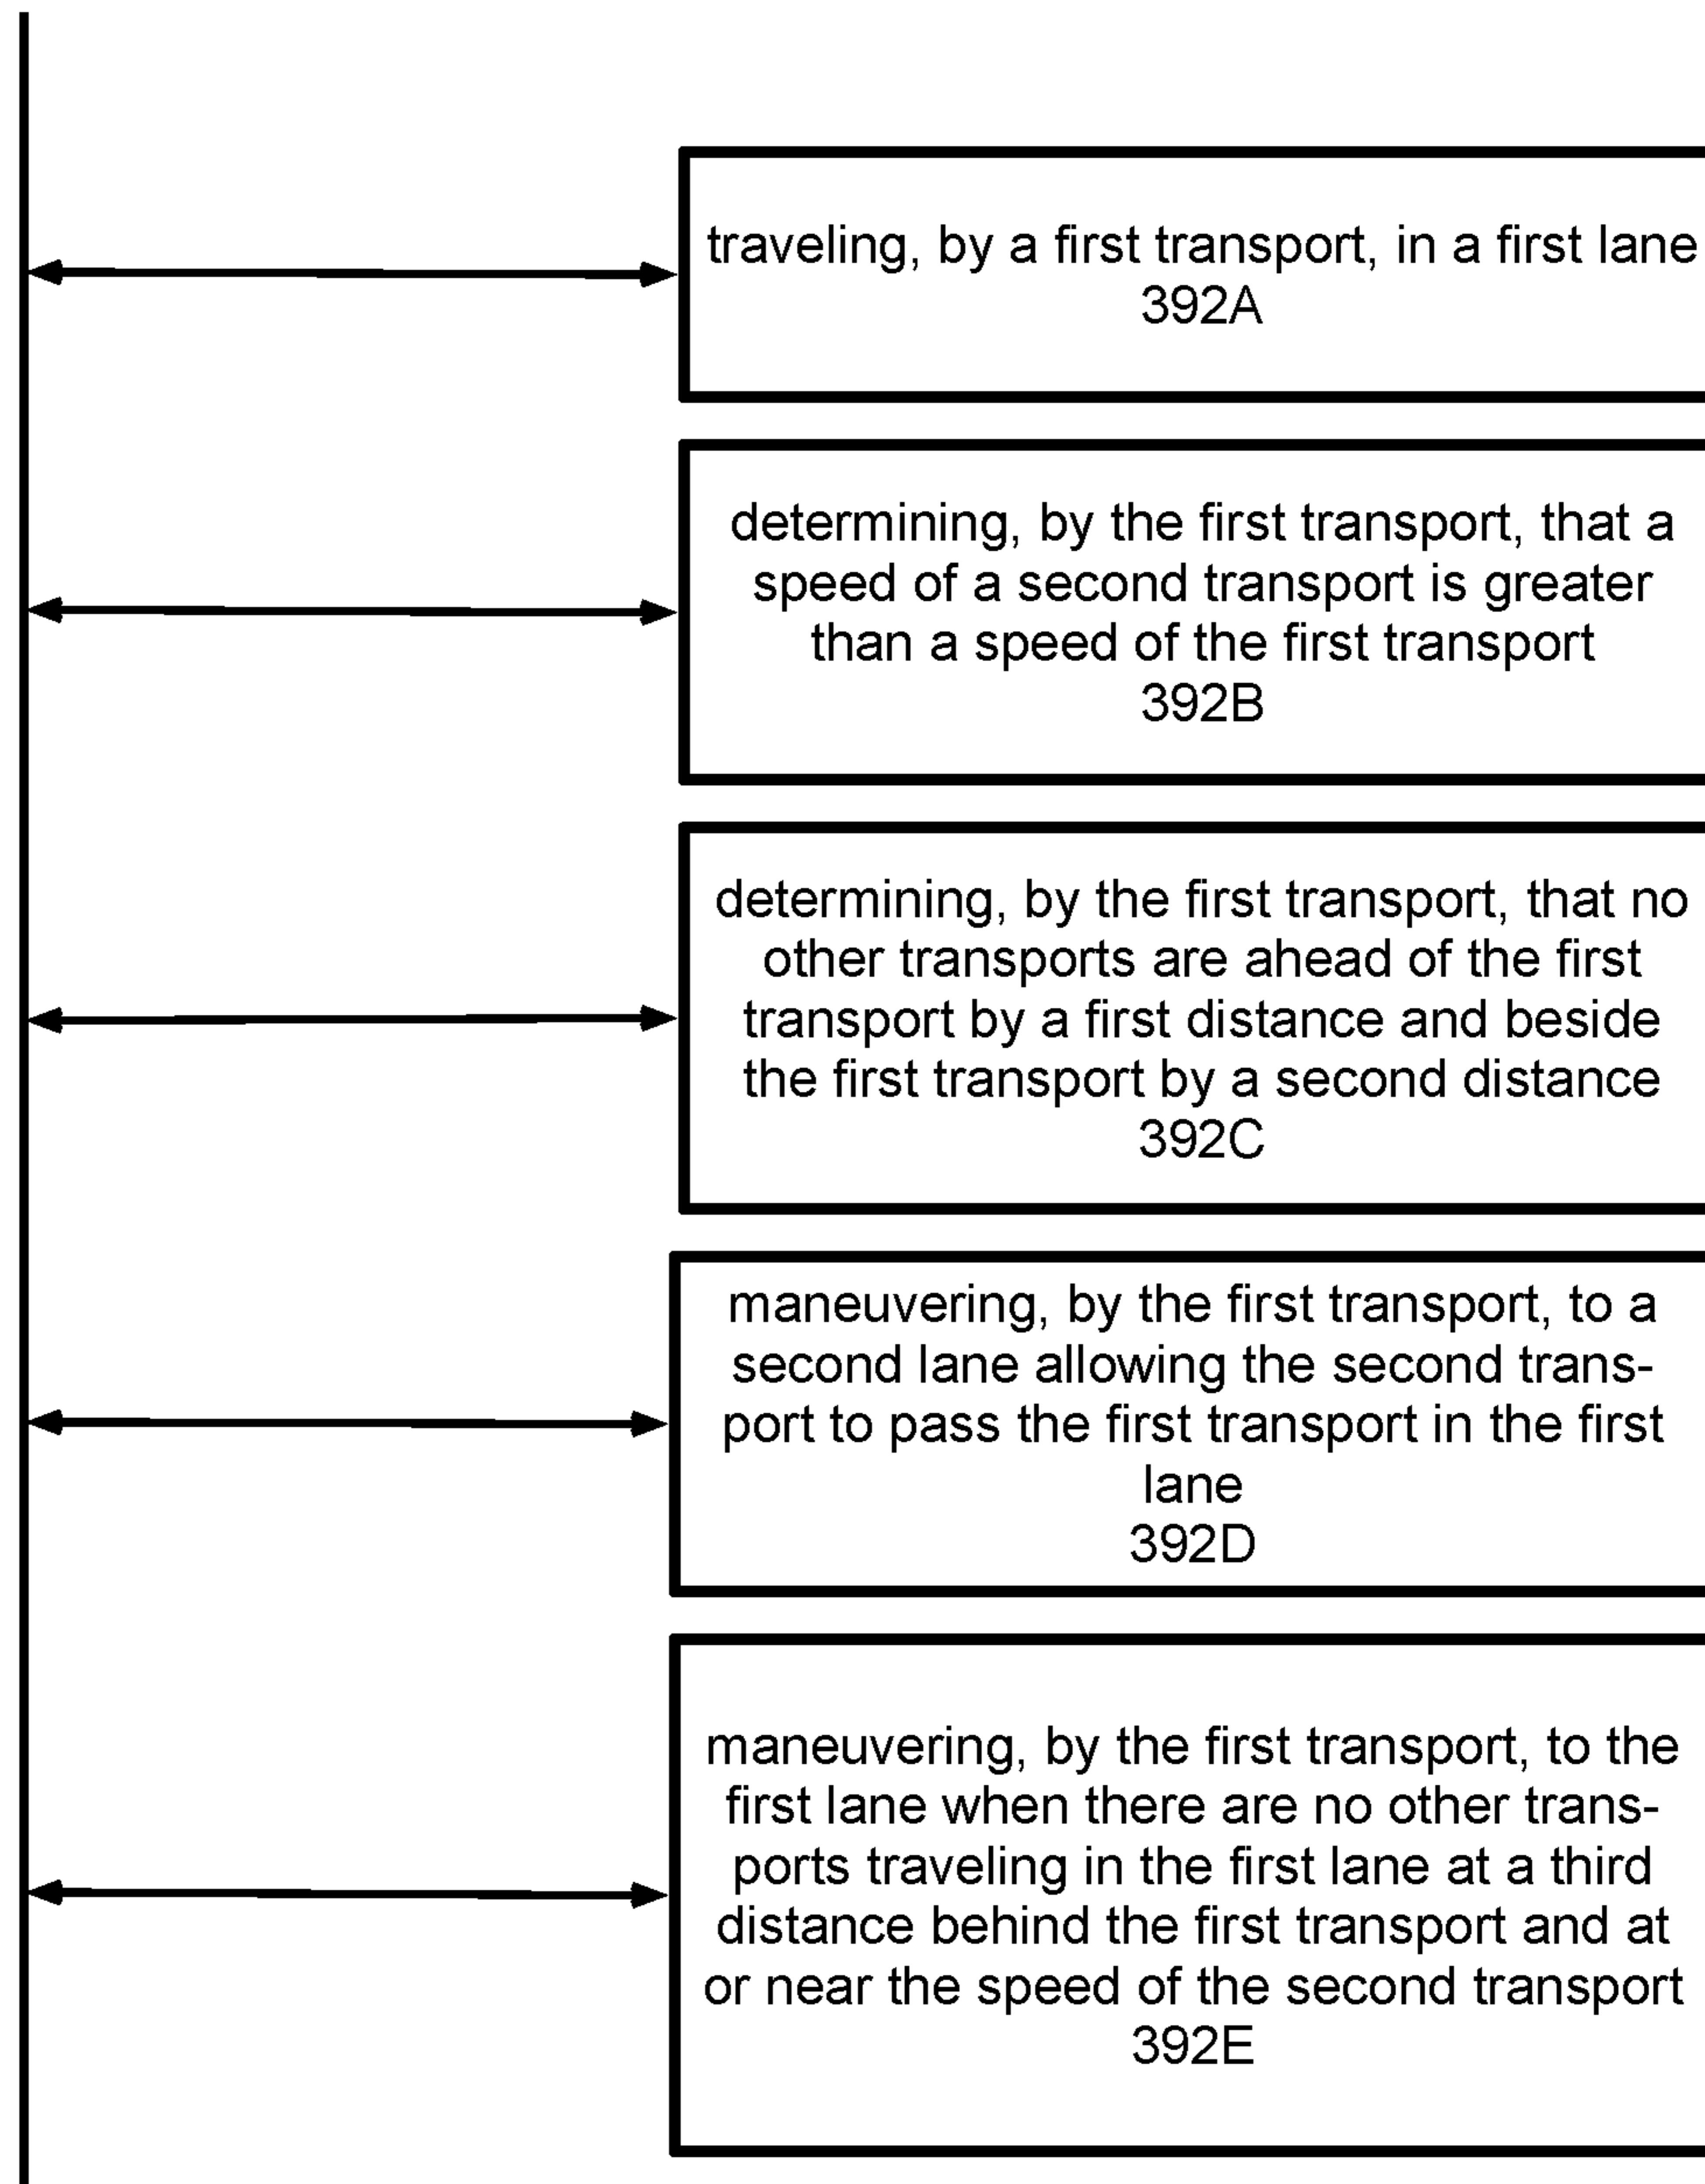 traveling, by a first transport, in a first lane
392A
determining, by the first transport, that a
speed of a second transport is greater
than a speed of the first transport
392B
determining, by the first transport, that no
other transports are ahead of the first
transport by a first distance and beside
the first transport by a second distance
392C
maneuvering, by the first transport, to a
second lane allowing the second trans-
port to pass the first transport in the first
lane
392D
maneuvering, by the first transport, to the
first lane when there are no other trans-
ports traveling in the first lane at a third
distance behind the first transport and at
or near the speed of the second transport
392E